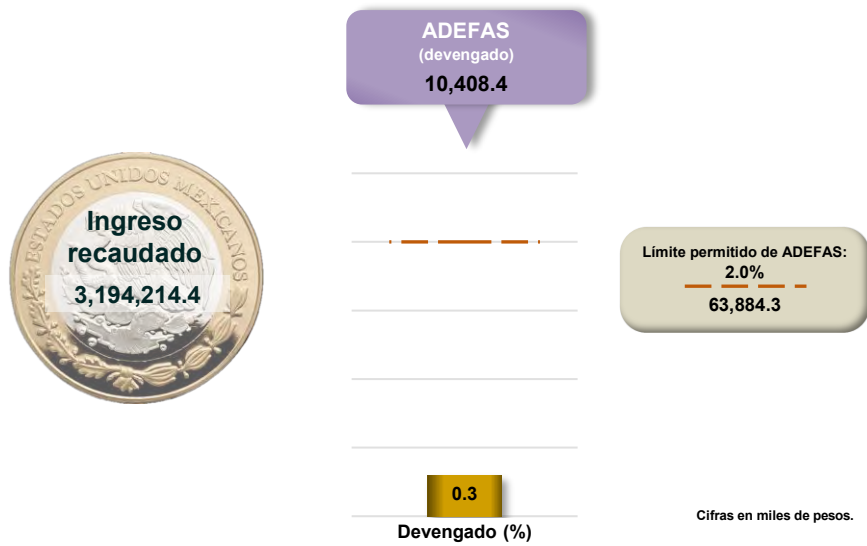 ADEFAS
(devengado)
10,408.4
ESTADOS UNIDOS MEXICANOS
Ingreso
recaudado
3,194,214.4
Límite permitido de ADEFAS:
2.0%
63,884.3
0.3
Devengado (%)
Cifras en miles de pesos.